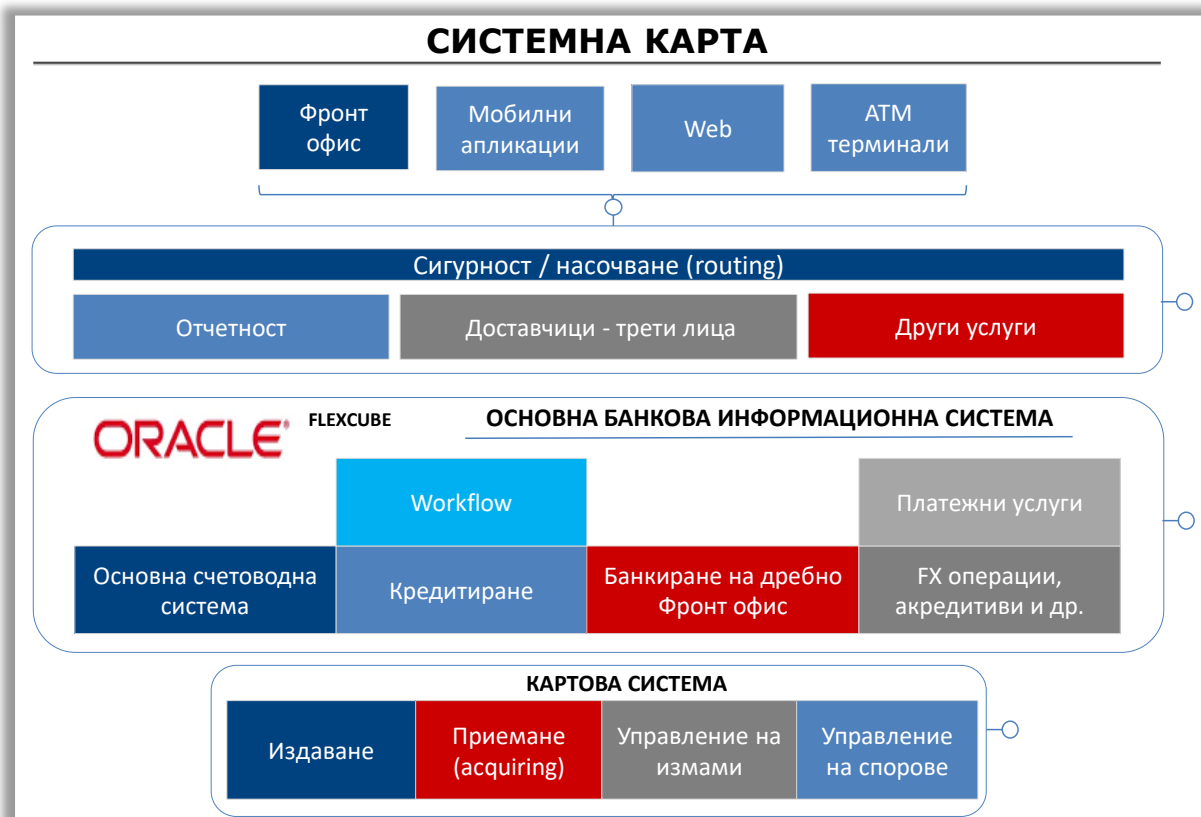 СИСТЕМНА КАРТА
Фронт
офис
Мобилни
апликации
Web
АТМ
терминали
Сигурност / насочване (routing)
Отчетност
Доставчици - трети лица
Други услуги
ORACLE®
FLEXCUBE
ОСНОВНА БАНКОВА ИНФОРМАЦИОННА СИСТЕМА
Workflow
Платежни услуги
Основна счетоводна
система
Кредитиране
Банкиране на дребно
Фронт офис
FX операции,
акредитиви и др.
КАРТОВА СИСТЕМА
Издаване
Приемане
(acquiring)
Управление на
измами
Управление
на спорове